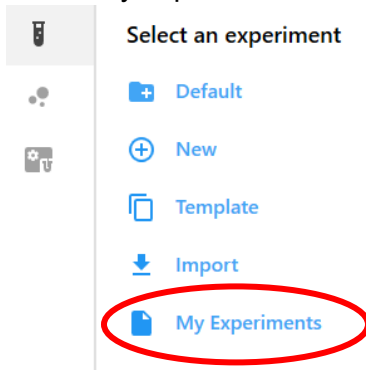 Select an experiment
Default
New
Template
Import
My Experiments